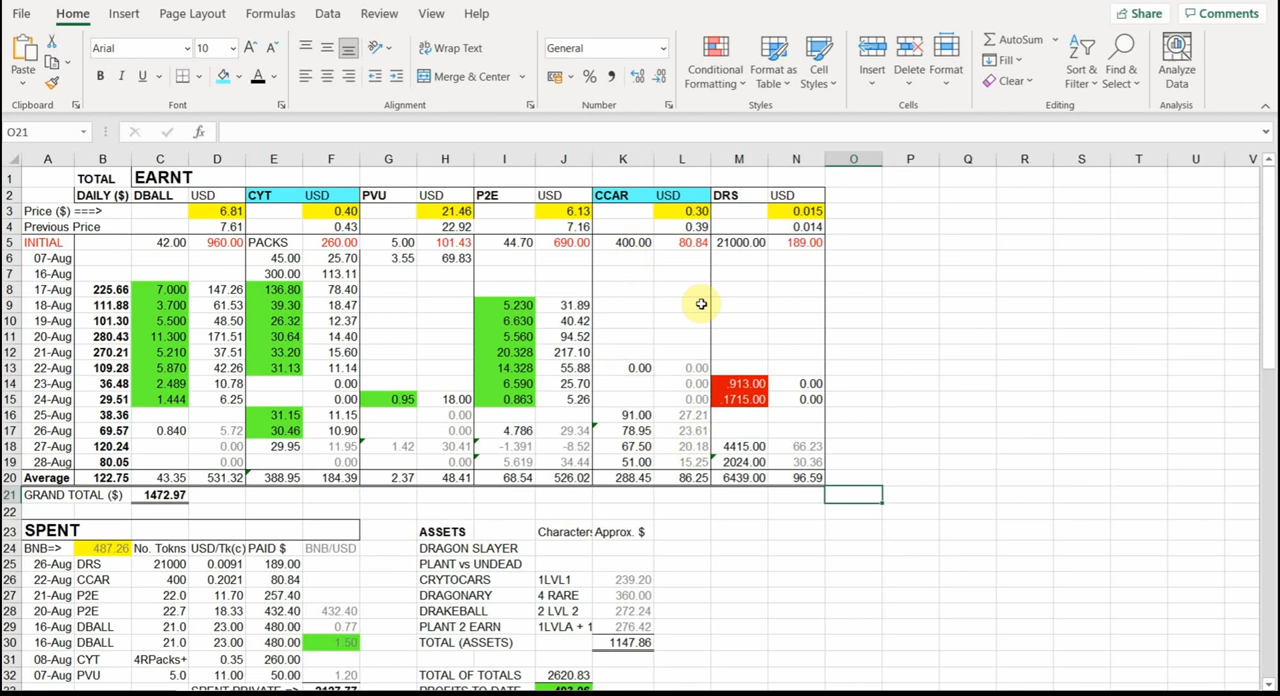 File Home Insert Page Layout Formulas Data Review View Help Share Comments
Arial 10 A A Wrap Text General AutoSum
Paste B I U A Merge & Center % Conditional Formatting Format as Table Cell Styles Insert Delete Format Fill Clear Sort & Filter Find & Select Analyze Data
Clipboard Font Alignment Number Styles Cells Editing Analysis
O21 fx
A B C D E F G H I J K L M N O P Q R S T U V
1 TOTAL EARNT
2 DAILY ($) DBALL USD CYT USD PVU USD P2E USD CCAR USD DRS USD
3 Price ($) ===> 6.81 0.40 21.46 6.13 0.30 0.015
4 Previous Price 7.61 0.43 22.92 7.16 0.39 0.014
5 INITIAL 42.00 960.00 PACKS 260.00 5.00 101.43 44.70 690.00 400.00 80.84 21000.00 189.00
6 07-Aug 45.00 25.70 3.55 69.83
7 16-Aug 300.00 113.11
8 17-Aug 225.66 7.000 147.26 136.80 78.40
9 18-Aug 111.88 3.700 61.53 39.30 18.47 5.230 31.89
10 19-Aug 101.30 5.500 48.50 26.32 12.37 6.630 40.42
11 20-Aug 280.43 11.300 171.51 30.64 14.40 5.560 94.52
12 21-Aug 270.21 5.210 37.51 33.20 15.60 20.328 217.10
13 22-Aug 109.28 5.870 42.26 31.13 11.14 14.328 55.88 0.00 0.00
14 23-Aug 36.48 2.489 10.78 0.00 6.590 25.70 0.00 .913.00 0.00
15 24-Aug 29.51 1.444 6.25 0.00 0.95 18.00 0.863 5.26 0.00 .1715.00 0.00
16 25-Aug 38.36 31.15 11.15 0.00 91.00 27.21
17 26-Aug 69.57 0.840 5.72 30.46 10.90 0.00 4.786 29.34 78.95 23.61
18 27-Aug 120.24 0.00 29.95 11.95 1.42 30.41 -1.391 -8.52 67.50 20.18 4415.00 66.23
19 28-Aug 80.05 0.00 0.00 0.00 5.619 34.44 51.00 15.25 2024.00 30.36
20 Average 122.75 43.35 531.32 388.95 184.39 2.37 48.41 68.54 526.02 288.45 86.25 6439.00 96.59
21 GRAND TOTAL ($) 1472.97
22
23 SPENT ASSETS Characters Approx. $
24 BNB=> 487.26 No. Tokns USD/Tk(c) PAID $ BNB/USD DRAGON SLAYER
25 26-Aug DRS 21000 0.0091 189.00 PLANT vs UNDEAD
26 22-Aug CCAR 400 0.2021 80.84 CRYTOCARS 1LVL1 239.20
27 21-Aug P2E 22.0 11.70 257.40 DRAGONARY 4 RARE 360.00
28 20-Aug P2E 22.7 18.33 432.40 432.40 DRAKEBALL 2 LVL 2 272.24
29 16-Aug DBALL 21.0 23.00 480.00 0.77 PLANT 2 EARN 1LVLA + 1 276.42
30 16-Aug DBALL 21.0 23.00 480.00 1.50 TOTAL (ASSETS) 1147.86
31 08-Aug CYT 4RPacks+ 0.35 260.00
32 07-Aug PVU 5.0 11.00 50.00 1.20 TOTAL OF TOTALS 2620.83
SPENT PRIVATE => 2127.77 PROFITS TO DATE